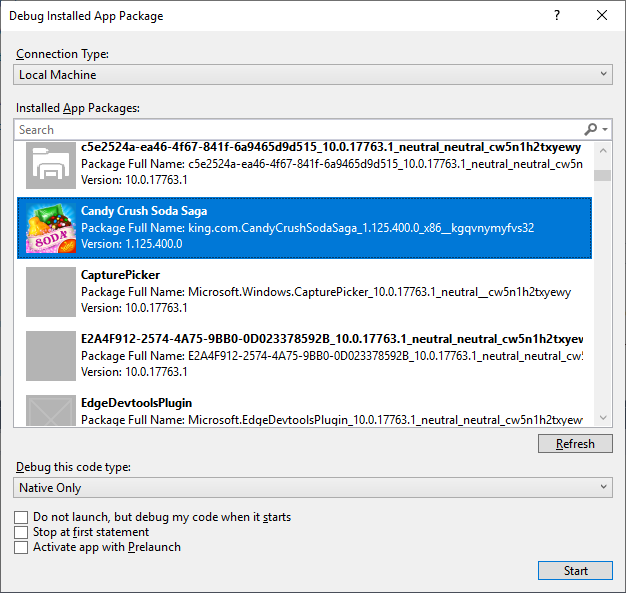 Debug Installed App Package
Connection Type:
Local Machine
Installed App Packages:
Search
c5e2524a-ea46-4f67-841f-6a9465d9d515_10.0.17763.1_neutral_neutral_cw5n1h2txyewy
Package Full Name: c5e2524a-ea46-4f67-841f-6a9465d9d515_10.0.17763.1_neutral_neutral_cw5n
Version: 10.0.17763.1
SODA
Candy Crush Soda Saga
Package Full Name: king.com.CandyCrushSodaSaga_1.125.400.0_x86__kgqvnymyfvs32
Version: 1.125.400.0
CapturePicker
Package Full Name: Microsoft.Windows.CapturePicker_10.0.17763.1_neutral__cw5n1h2txyewy
Version: 10.0.17763.1
E2A4F912-2574-4A75-9BB0-0D023378592B_10.0.17763.1_neutral_neutral_cw5n1h2txyew
Package Full Name: E2A4F912-2574-4A75-9BB0-0D023378592B_10.0.17763.1_neutral_neutral_cw5
Version: 10.0.17763.1
EdgeDevtoolsPlugin
Package Full Name: Microsoft.EdgeDevtoolsPlugin_10.0.17763.1_neutral_neutral_cw5n1h2txyew
Refresh
Debug this code type:
Native Only
Do not launch, but debug my code when it starts
Stop at first statement
Activate app with Prelaunch
Start